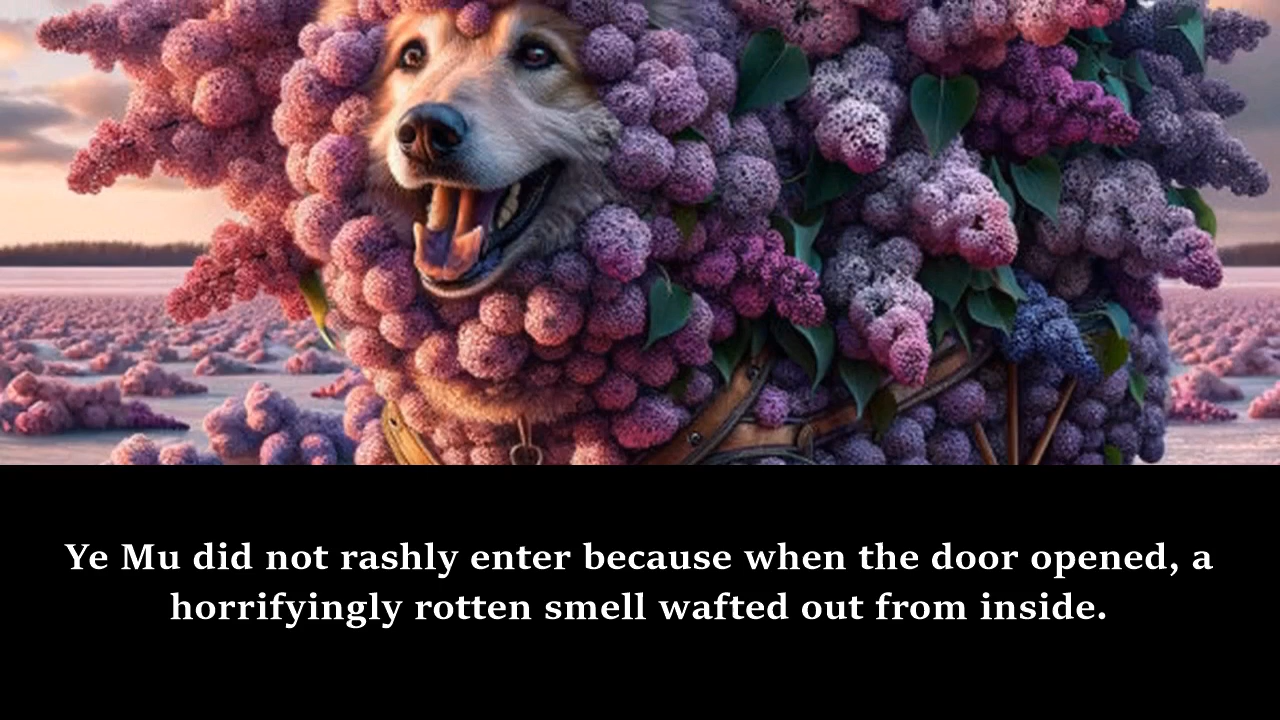 Ye Mu did not rashly enter because when the door opened, a
horrifyingly rotten smell wafted out from inside.